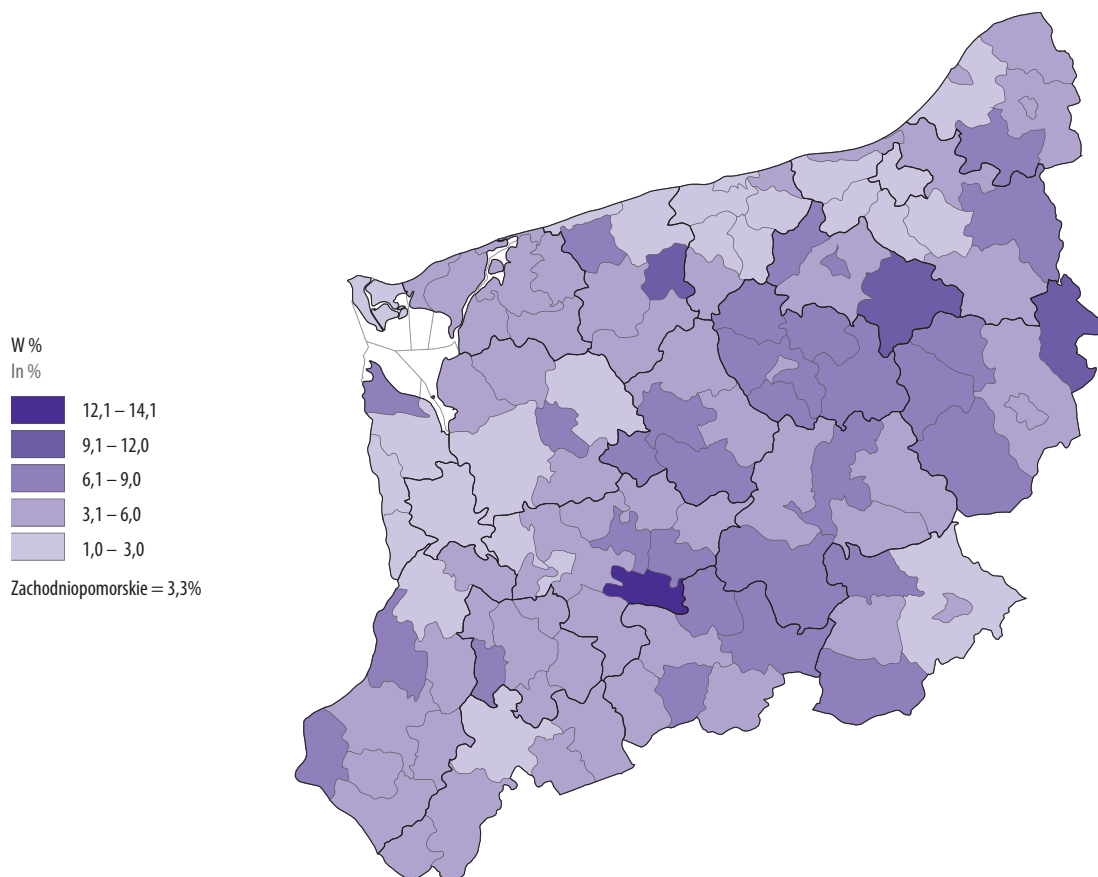 W %
In %
12,1 – 14,1
9,1 – 12,0
6,1 – 9,0
3,1 – 6,0
1,0 – 3,0
Zachodniopomorskie = 3,3%